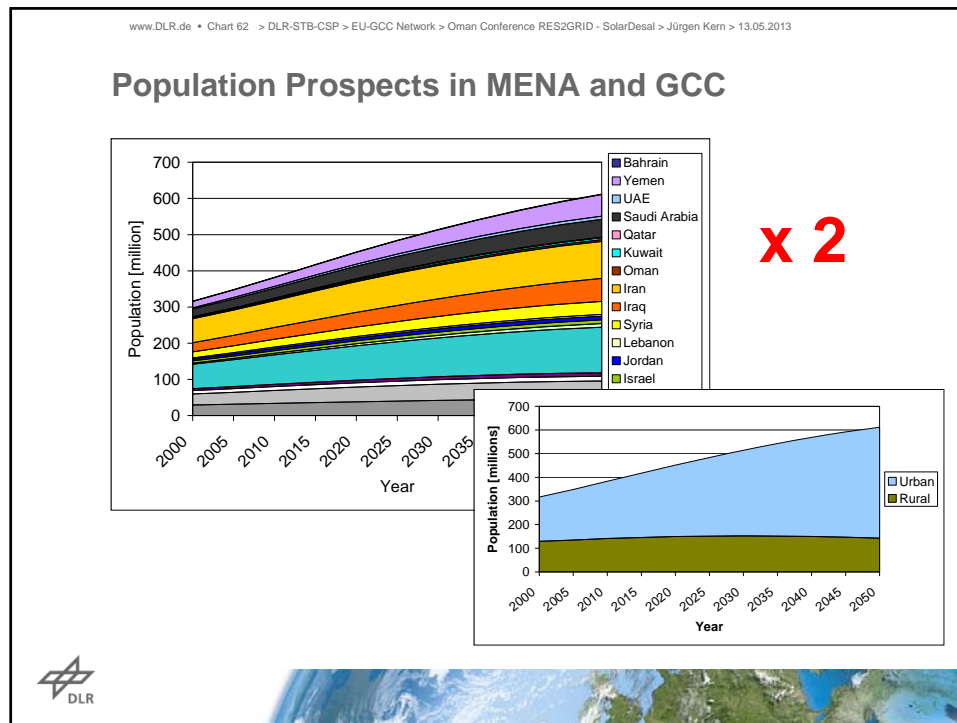 www.DLR.de • Chart 62 > DLR-STB-CSP > EU-GCC Network > Oman Conference RES2GRID - SolarDesal > Jürgen Kern > 13.05.2013
Population Prospects in MENA and GCC
Population [million]
700
600
500
400
300
200
100
0
2000
2005
2010
2015
2020
2025
2030
2035
Year
Bahrain
Yemen
UAE
Saudi Arabia
Qatar
Kuwait
Oman
Iran
Iraq
Syria
Lebanon
Jordan
Israel
x 2
Population [millions]
700
600
500
400
300
200
100
0
2000
2005
2010
2015
2020
2025
2030
2035
2040
2045
2050
Year
Urban
Rural
DLR